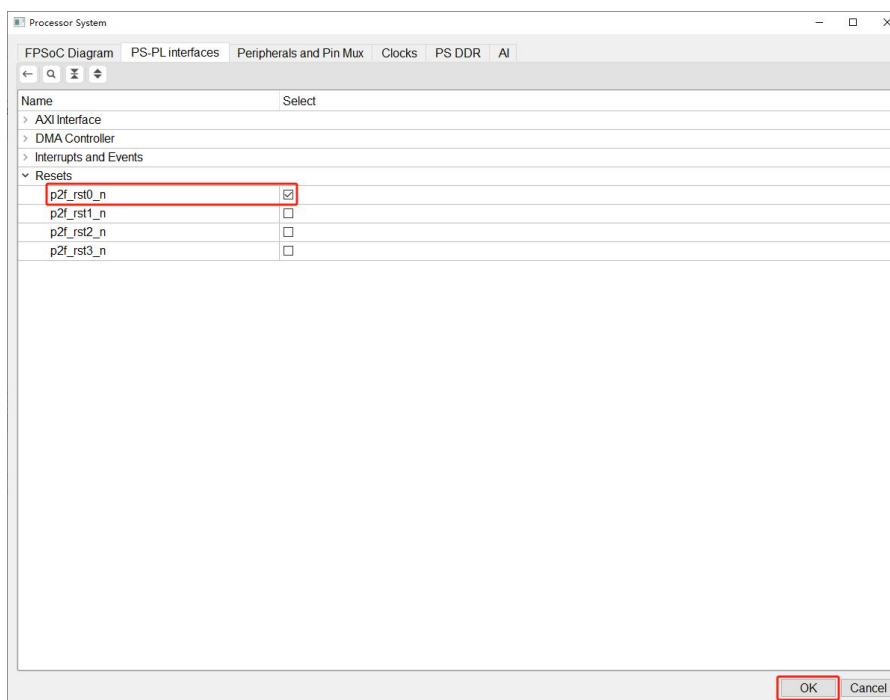 Processor System
FPSoC Diagram PS-PL interfaces Peripherals and Pin Mux Clocks PS DDR AI
Name Select
AXI Interface
DMA Controller
Interrupts and Events
Resets
p2f_rst0_n
p2f_rst1_n
p2f_rst2_n
p2f_rst3_n
OK Cancel